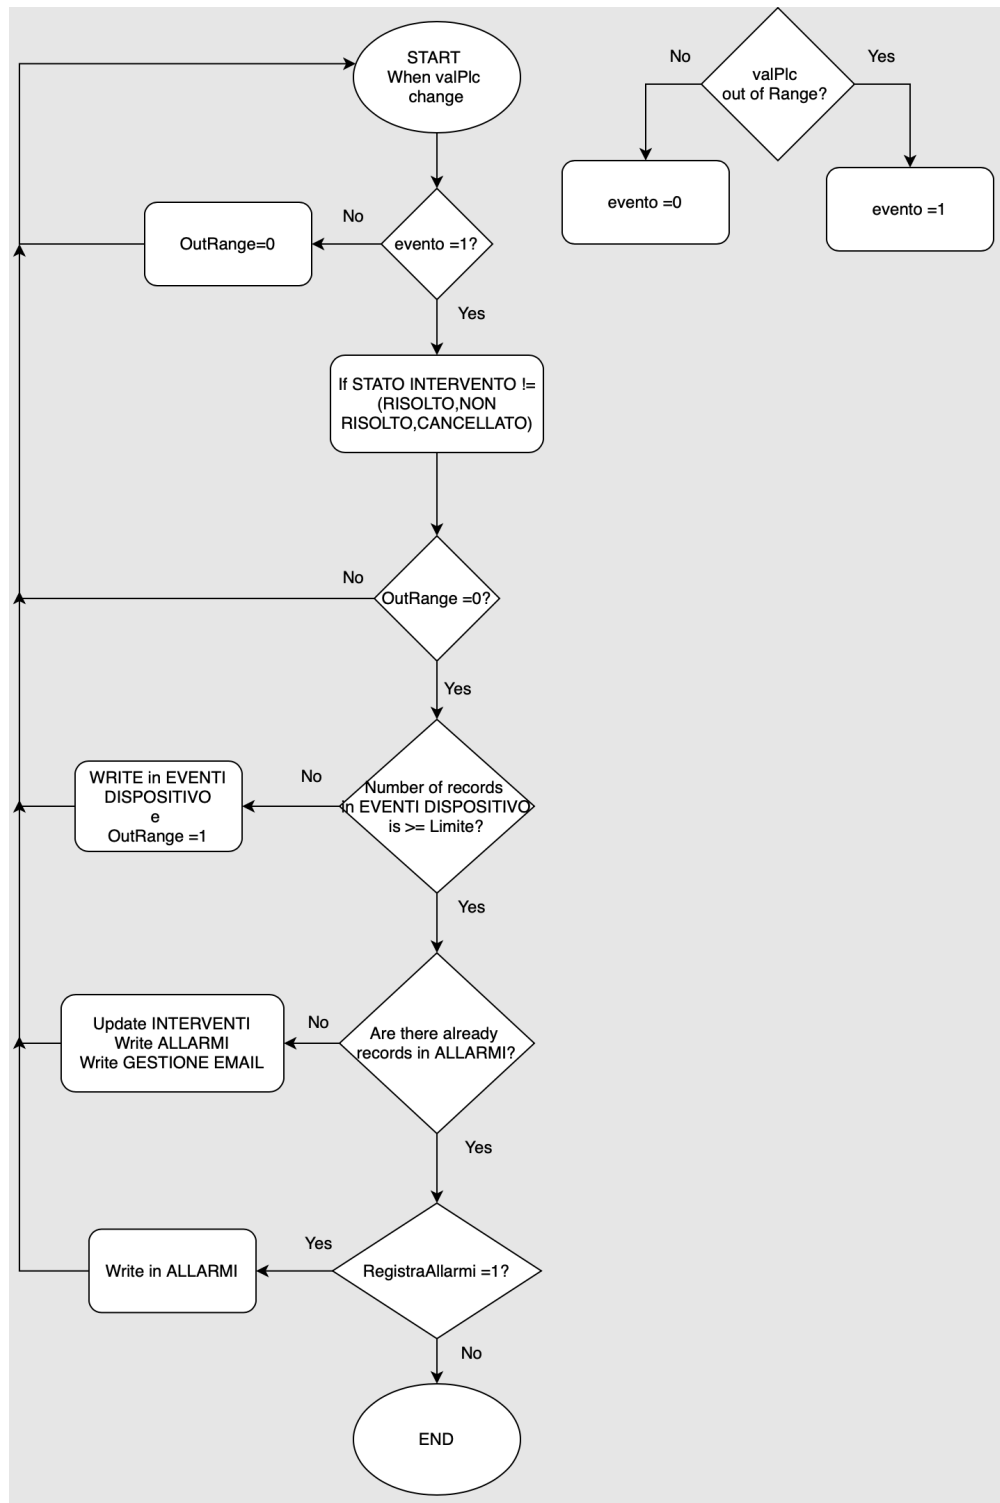 START
When valPlc
change
No
valPlc
out of Range?
Yes
evento =0
evento =1
OutRange=0
No
evento =1?
Yes
If STATO INTERVENTO !=
(RISOLTO,NON
RISOLTO,CANCELLATO)
No
OutRange =0?
Yes
WRITE in EVENTI
DISPOSITIVO
e
OutRange =1
No
Number of records
in EVENTI DISPOSITIVO
is >= Limite?
Yes
Update INTERVENTI
Write ALLARMI
Write GESTIONE EMAIL
No
Are there already
records in ALLARMI?
Yes
Write in ALLARMI
Yes
RegistraAllarmi =1?
No
END